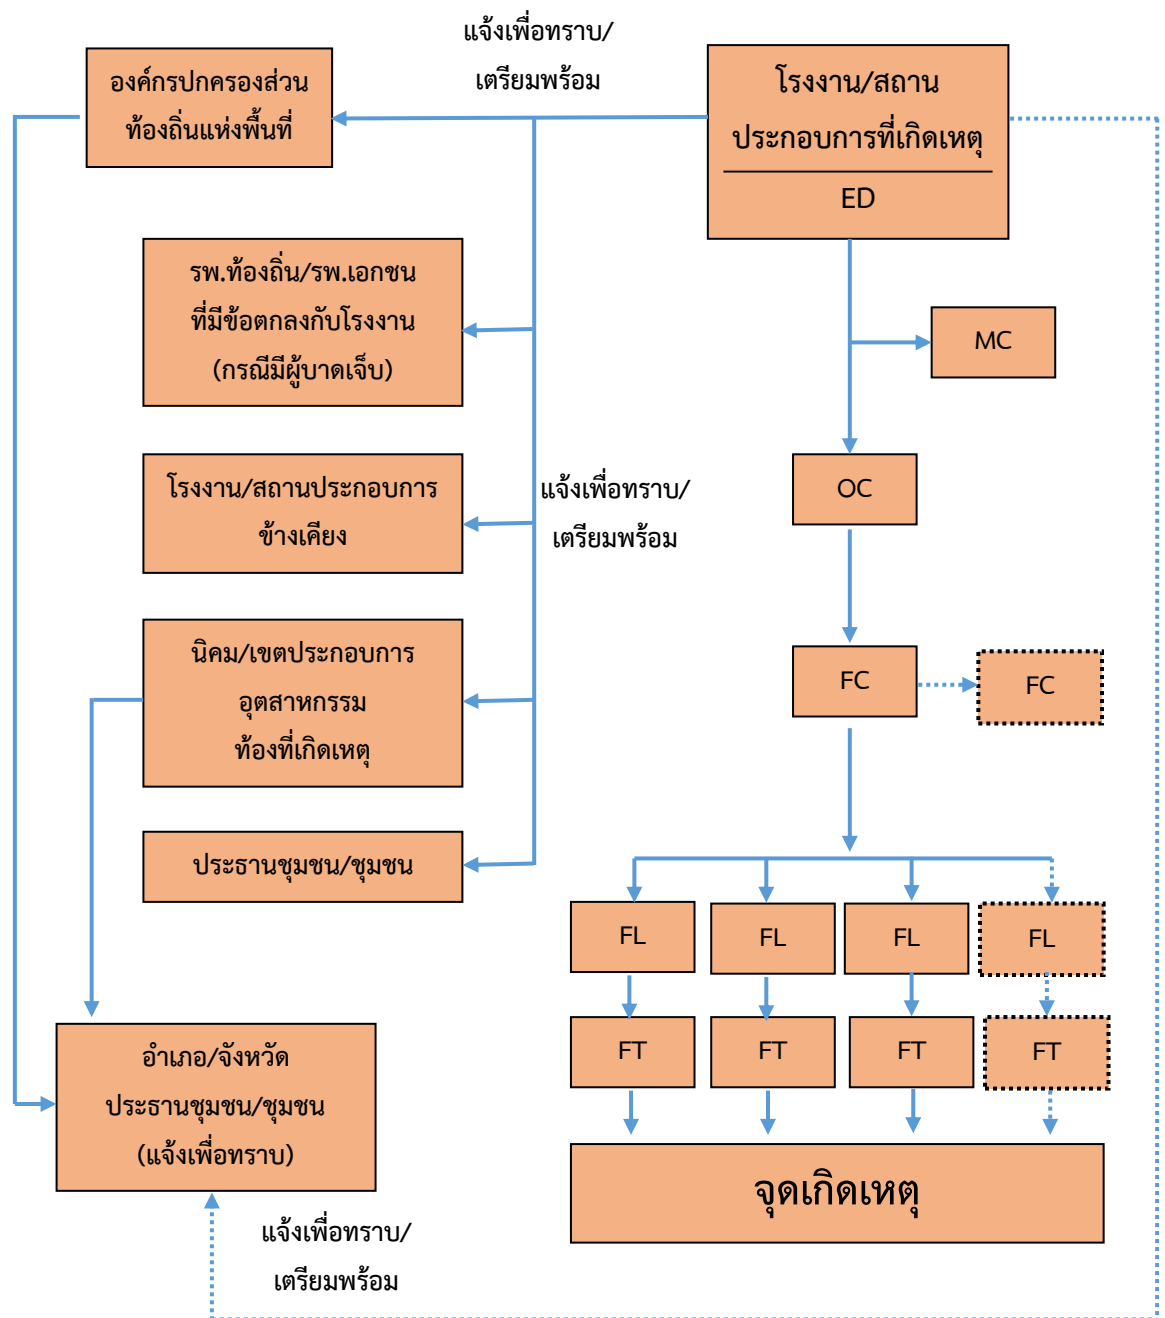 แจ้งเพื่อทราบ/
เตรียมพร้อม
องค์กรปกครองส่วน
ท้องถิ่นแห่งพื้นที่
โรงงาน/สถาน
ประกอบการที่เกิดเหตุ
ED
รพ.ท้องถิ่น/รพ.เอกชน
ที่มีข้อตกลงกับโรงงาน
(กรณีมีผู้บาดเจ็บ)
MC
โรงงาน/สถานประกอบการ
ข้างเคียง
แจ้งเพื่อทราบ/
เตรียมพร้อม
OC
นิคม/เขตประกอบการ
อุตสาหกรรม
ท้องที่เกิดเหตุ
FC
FC
ประธานชุมชน/ชุมชน
FL
FL
FL
FL
FT
FT
FT
FT
อำเภอ/จังหวัด
ประธานชุมชน/ชุมชน
(แจ้งเพื่อทราบ)
จุดเกิดเหตุ
แจ้งเพื่อทราบ/
เตรียมพร้อม